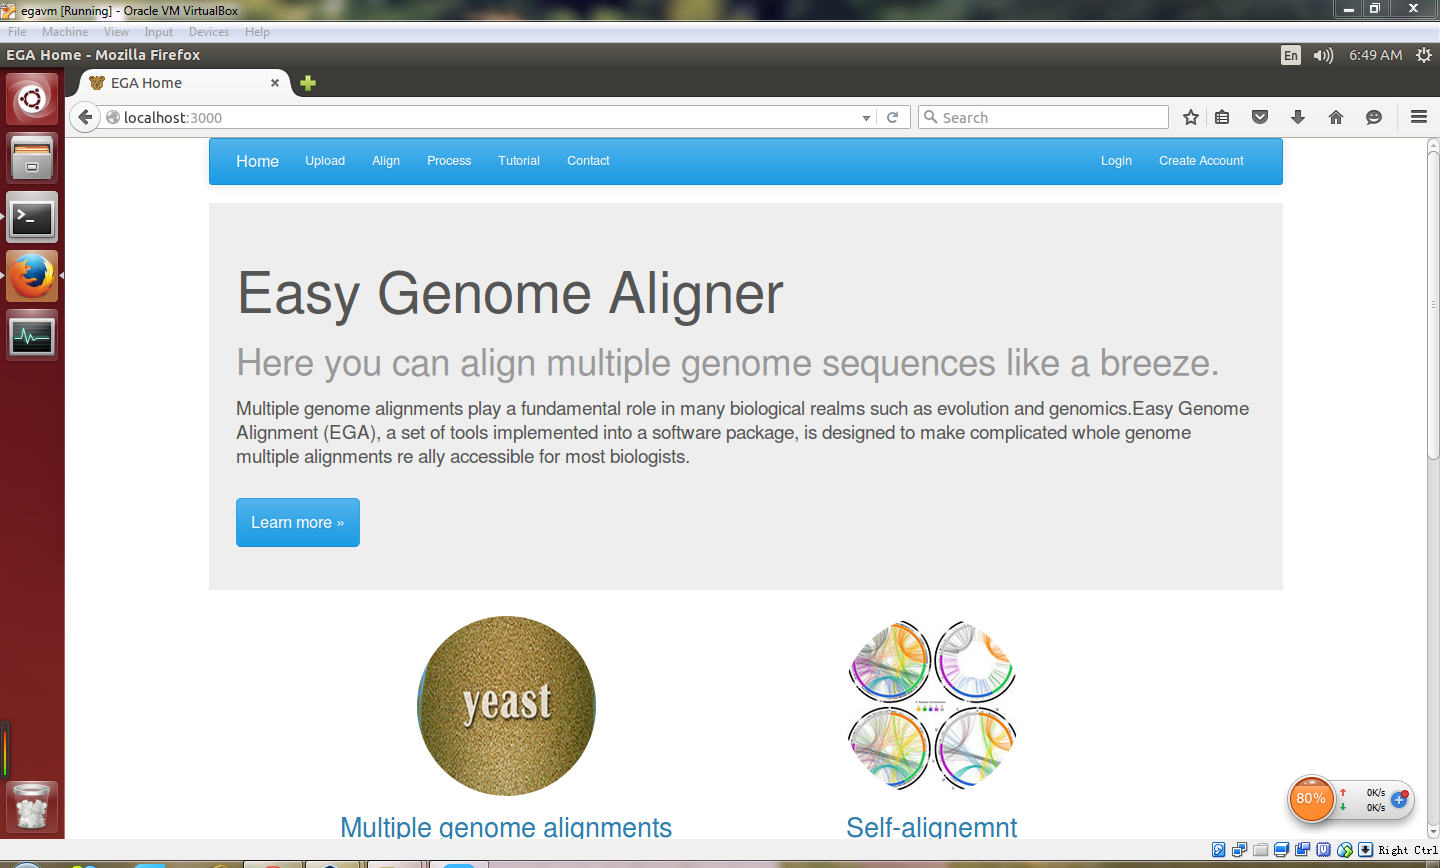 egavm [Running] - Oracle VM VirtualBox
File Machine View Input Devices Help
EGA Home - Mozilla Firefox
En 6:49 AM
EGA Home
localhost:3000
Search
Home Upload Align Process Tutorial Contact Login Create Account
Easy Genome Aligner
Here you can align multiple genome sequences like a breeze.
Multiple genome alignments play a fundamental role in many biological realms such as evolution and genomics.Easy Genome
Alignment (EGA), a set of tools implemented into a software package, is designed to make complicated whole genome
multiple alignments re ally accessible for most biologists.
Learn more »
yeast
80% 0K/s
0K/s
Multiple genome alignments Self-alignemnt
Right Ctrl